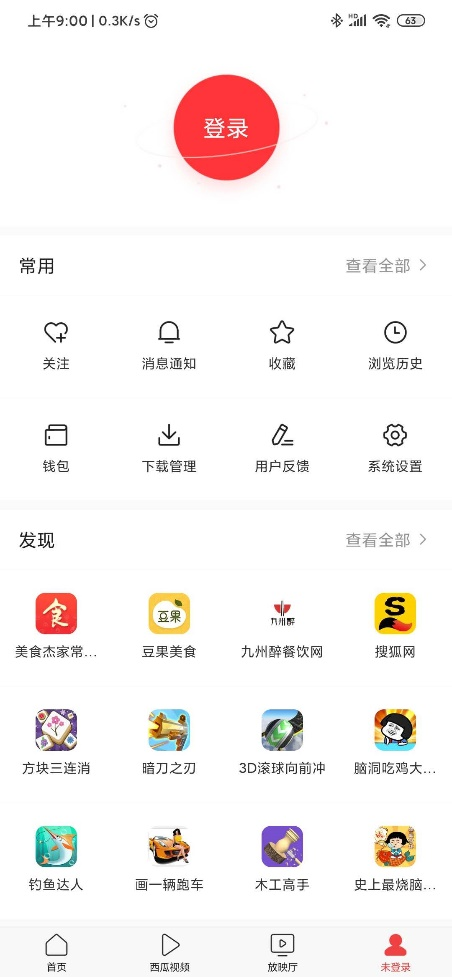 上午9:00 | 0.3K/s
HD
63
登录
常用
查看全部
关注
消息通知
收藏
浏览历史
钱包
下载管理
用户反馈
系统设置
发现
查看全部
食
豆果
九州醉
S
美食杰家常...
豆果美食
九州醉餐饮网
搜狐网
方块三连消
暗刀之刃
3D滚球向前冲
脑洞吃鸡大...
钓鱼达人
画一辆跑车
木工高手
史上最烧脑...
首页
西瓜视频
放映厅
未登录